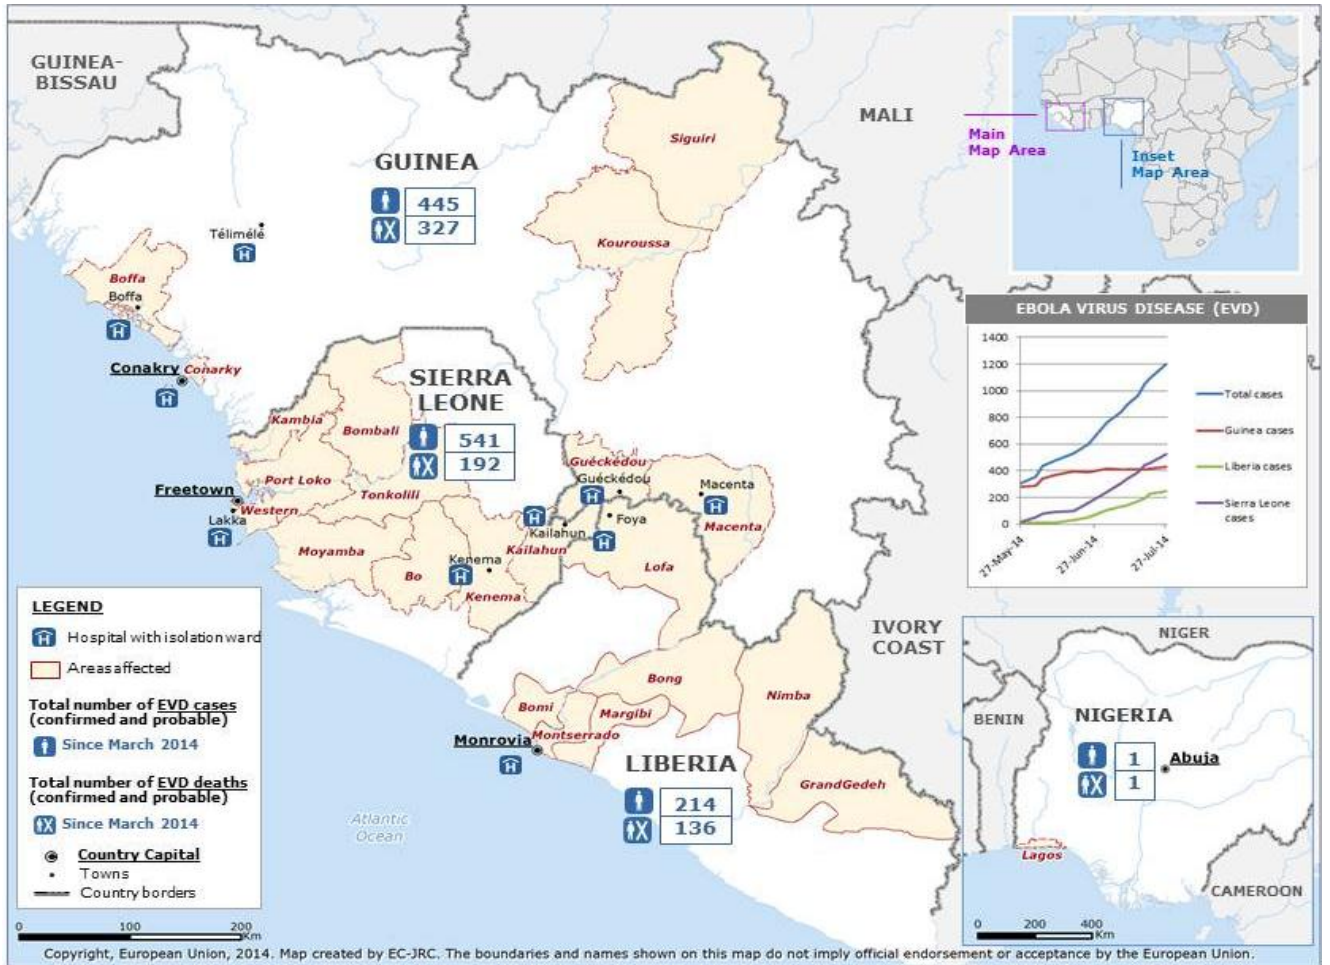 GUINEA-
BISSAU
MALI
Main
Map Area
Inset
Map Area
Siguiri
GUINEA
445
327
Kouroussa
Télimélé
Boffa
Boffa
Conakry
Conarky
SIERRA
LEONE
541
192
Kambia
Bombali
Port Loko
Tonkolili
Freetown
Western
Lakka
Moyamba
Bo
Kenema
Kenema
Kailahun
Kailahun
Guéckédou
Guéckédou
Foya
Macenta
Macenta
Lofa
EBOLA VIRUS DISEASE (EVD)
1400
1200
1000
800
600
400
200
0
27-May-14
27-Jun-14
27-Jul-14
Total cases
Guinea cases
Liberia cases
Sierra Leone
cases
IVORY
COAST
Bong
Nimba
Bomi
Margibi
Montserrado
Monrovia
LIBERIA
214
136
GrandGedeh
Atlantic
Ocean
LEGEND
H Hospital with isolation ward
Areas affected
Total number of EVD cases
(confirmed and probable)
Since March 2014
Total number of EVD deaths
(confirmed and probable)
Since March 2014
Country Capital
Towns
Country borders
0 100 200
Km
NIGER
BENIN
NIGERIA
1
1
Abuja
Lagos
CAMEROON
0 200 400
Km
Copyright, European Union, 2014. Map created by EC-JRC. The boundaries and names shown on this map do not imply official endorsement or acceptance by the European Union.